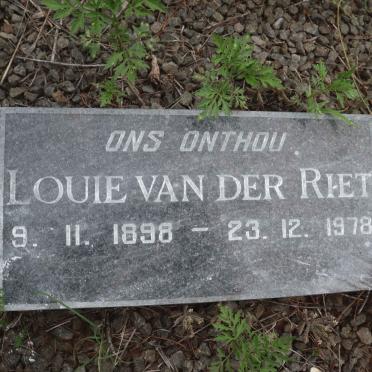 ONS ONTHOU
LOUIE VAN DER RIET
9. 11. 1898 – 23. 12. 1978